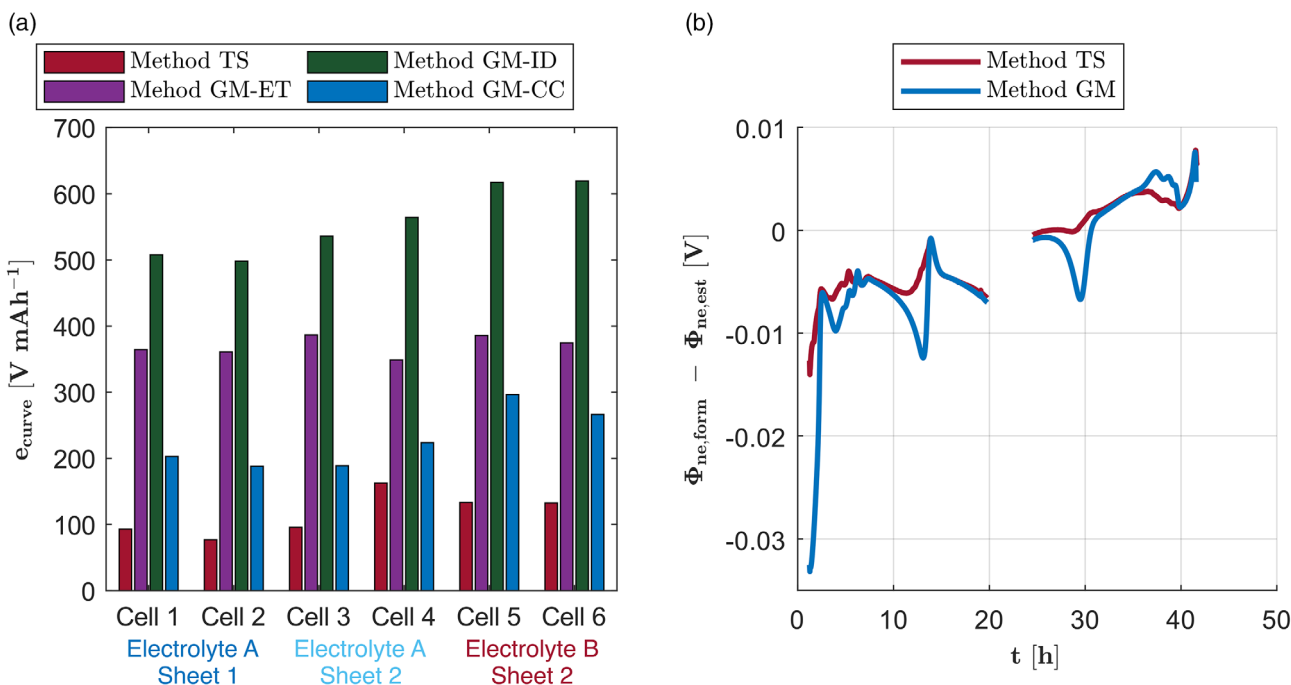 (a)
Method TS
Method GM-ID
Mehod GM-ET
Method GM-CC
700
600
500
400
300
200
100
0
e_curve [V mAh⁻¹]
Cell 1 Cell 2 Cell 3 Cell 4 Cell 5 Cell 6
Electrolyte A Electrolyte A Electrolyte B
Sheet 1 Sheet 2 Sheet 2
(b)
Method TS
Method GM
0.01
0
-0.01
-0.02
-0.03
Φ_ne,form − Φ_ne,est [V]
0 10 20 30 40 50
t [h]